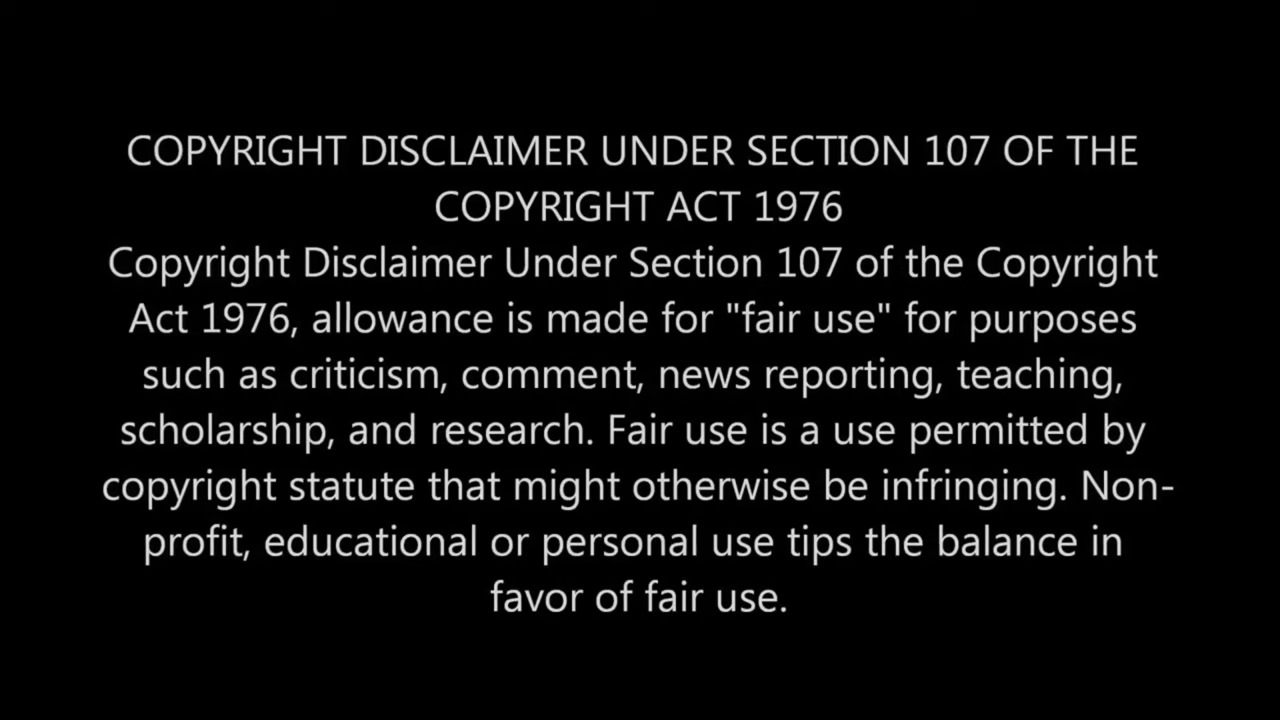 COPYRIGHT DISCLAIMER UNDER SECTION 107 OF THE
COPYRIGHT ACT 1976
Copyright Disclaimer Under Section 107 of the Copyright
Act 1976, allowance is made for "fair use" for purposes
such as criticism, comment, news reporting, teaching,
scholarship, and research. Fair use is a use permitted by
copyright statute that might otherwise be infringing. Non-
profit, educational or personal use tips the balance in
favor of fair use.